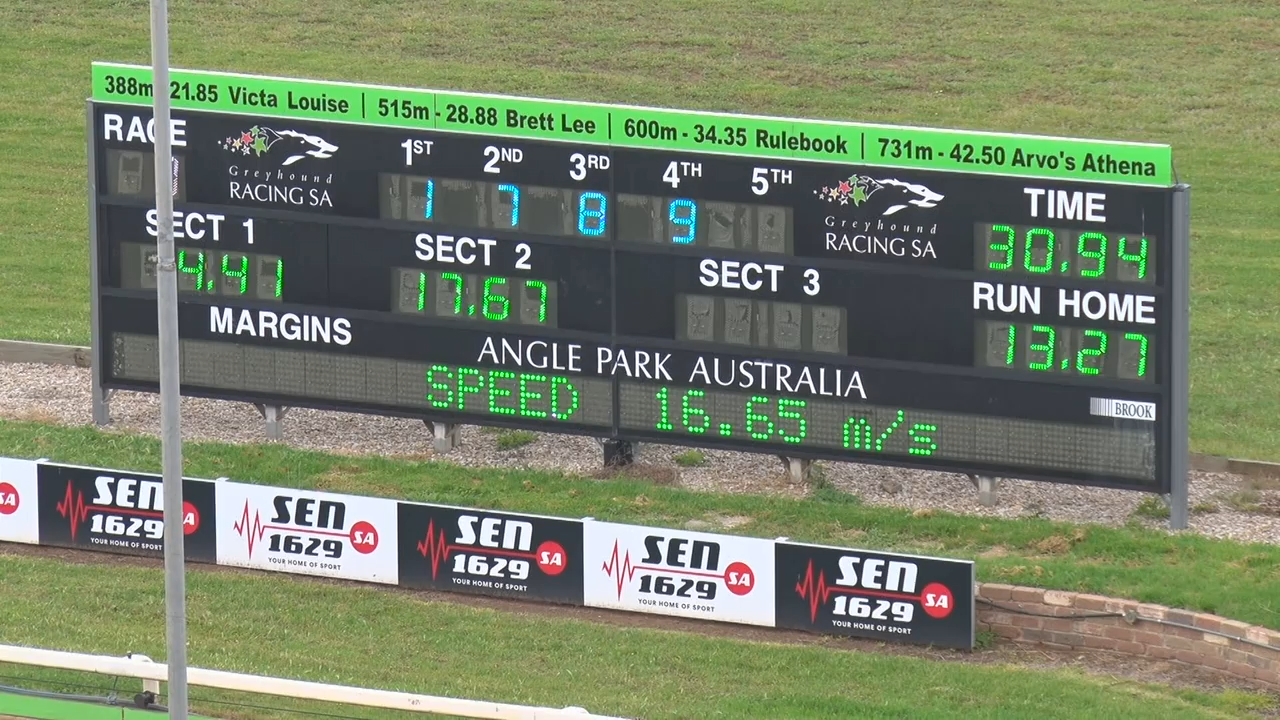 388m - 21.85 Victa Louise | 515m - 28.88 Brett Lee | 600m - 34.35 Rulebook | 731m - 42.50 Arvo's Athena
RACE
Greyhound
RACING SA
1ST 2ND 3RD 4TH 5TH
1 7 8 9
Greyhound
RACING SA
TIME
30.94
SECT 1
4.41
SECT 2
17.67
SECT 3
RUN HOME
13.27
MARGINS
ANGLE PARK AUSTRALIA
SPEED 16.65 m/s
BROOK
SA
SEN
1629 SA
YOUR HOME OF SPORT
SEN
1629 SA
YOUR HOME OF SPORT
SEN
1629 SA
YOUR HOME OF SPORT
SEN
1629 SA
YOUR HOME OF SPORT
SEN
1629 SA
YOUR HOME OF SPORT